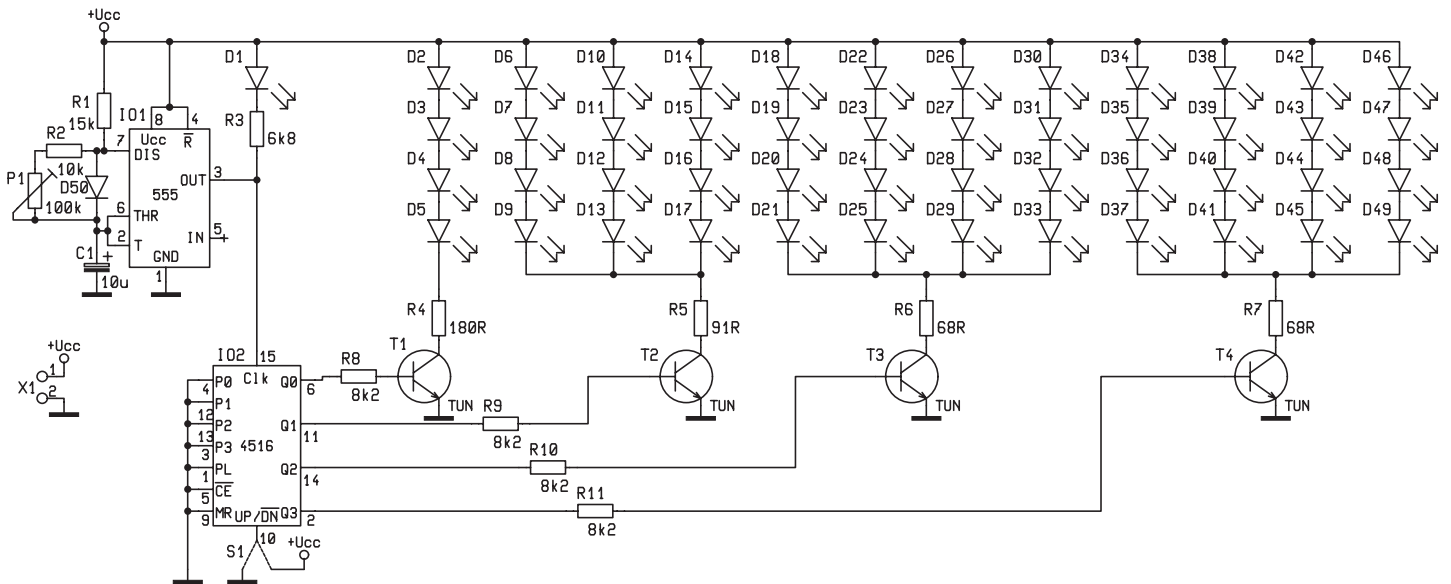 +Ucc
D1 D2 D6 D10 D14 D18 D22 D26 D30 D34 D38 D42 D46
R1 15k
IO1
8 4
Ucc R
D3 D7 D11 D15 D19 D23 D27 D31 D35 D39 D43 D47
R3 6k8
R2 10k
7 DIS
D4 D8 D12 D16 D20 D24 D28 D32 D36 D40 D44 D48
P1 100k
D50
555
OUT 3
6 THR
D5 D9 D13 D17 D21 D25 D29 D33 D37 D41 D45 D49
2 T
IN 5
C1 + 10u
GND
1
R4 180R
R5 91R
R6 68R
R7 68R
+Ucc
X1 1
2
IO2 15
R8 8k2
T1 T2 T3 T4
P0 Clk Q0
4 6
TUN TUN TUN TUN
P1
12
P2 Q1
13 11
R9 8k2
P3 4516
3
PL Q2
1 14
R10 8k2
CE
5
MR UP/DN Q3
9 2
R11 8k2
10
S1 +Ucc